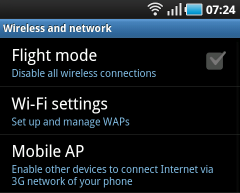 07:24
Wireless and network
Flight mode
Disable all wireless connections
Wi-Fi settings
Set up and manage WAPs
Mobile AP
Enable other devices to connect Internet via
3G network of your phone